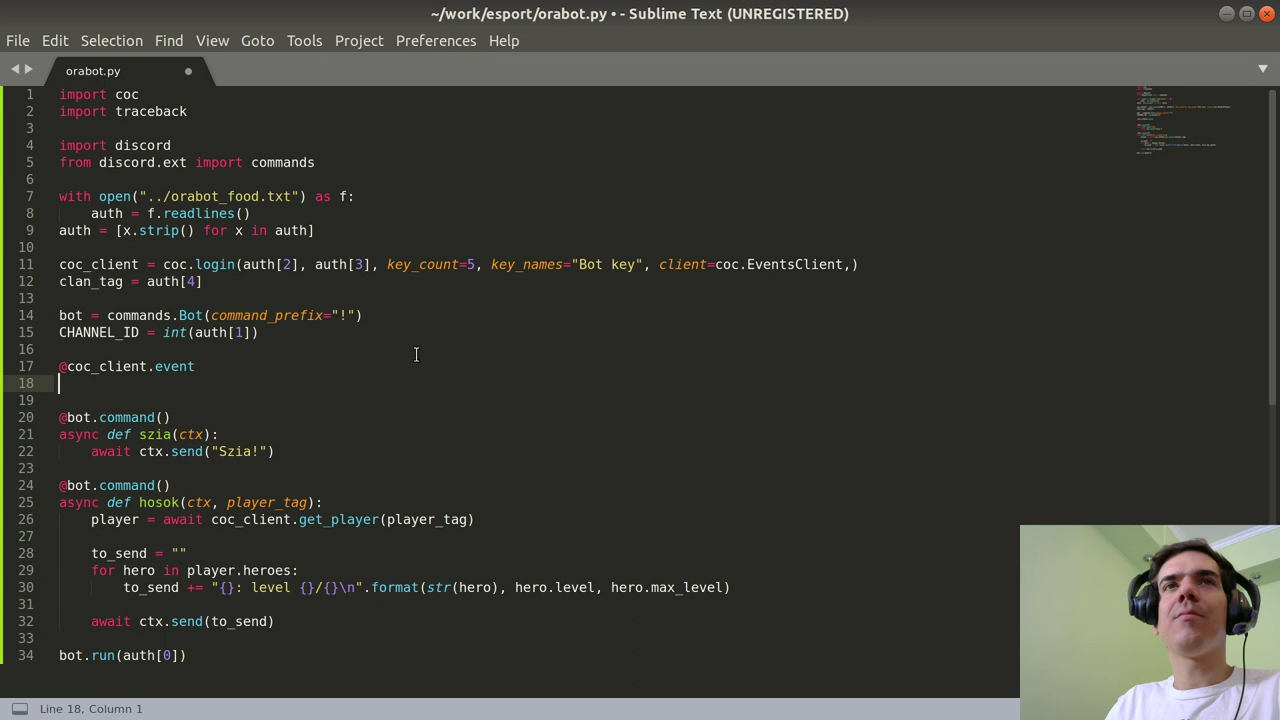 ~/work/esport/orabot.py • - Sublime Text (UNREGISTERED)
File Edit Selection Find View Goto Tools Project Preferences Help
orabot.py
1 import coc
2 import traceback
3
4 import discord
5 from discord.ext import commands
6
7 with open("../orabot_food.txt") as f:
8     auth = f.readlines()
9 auth = [x.strip() for x in auth]
10
11 coc_client = coc.login(auth[2], auth[3], key_count=5, key_names="Bot key", client=coc.EventsClient,)
12 clan_tag = auth[4]
13
14 bot = commands.Bot(command_prefix="!")
15 CHANNEL_ID = int(auth[1])
16
17 @coc_client.event
18
19
20 @bot.command()
21 async def szia(ctx):
22     await ctx.send("Szia!")
23
24 @bot.command()
25 async def hosok(ctx, player_tag):
26     player = await coc_client.get_player(player_tag)
27
28     to_send = ""
29     for hero in player.heroes:
30         to_send += "{}: level {}/{}\n".format(str(hero), hero.level, hero.max_level)
31
32     await ctx.send(to_send)
33
34 bot.run(auth[0])
Line 18, Column 1